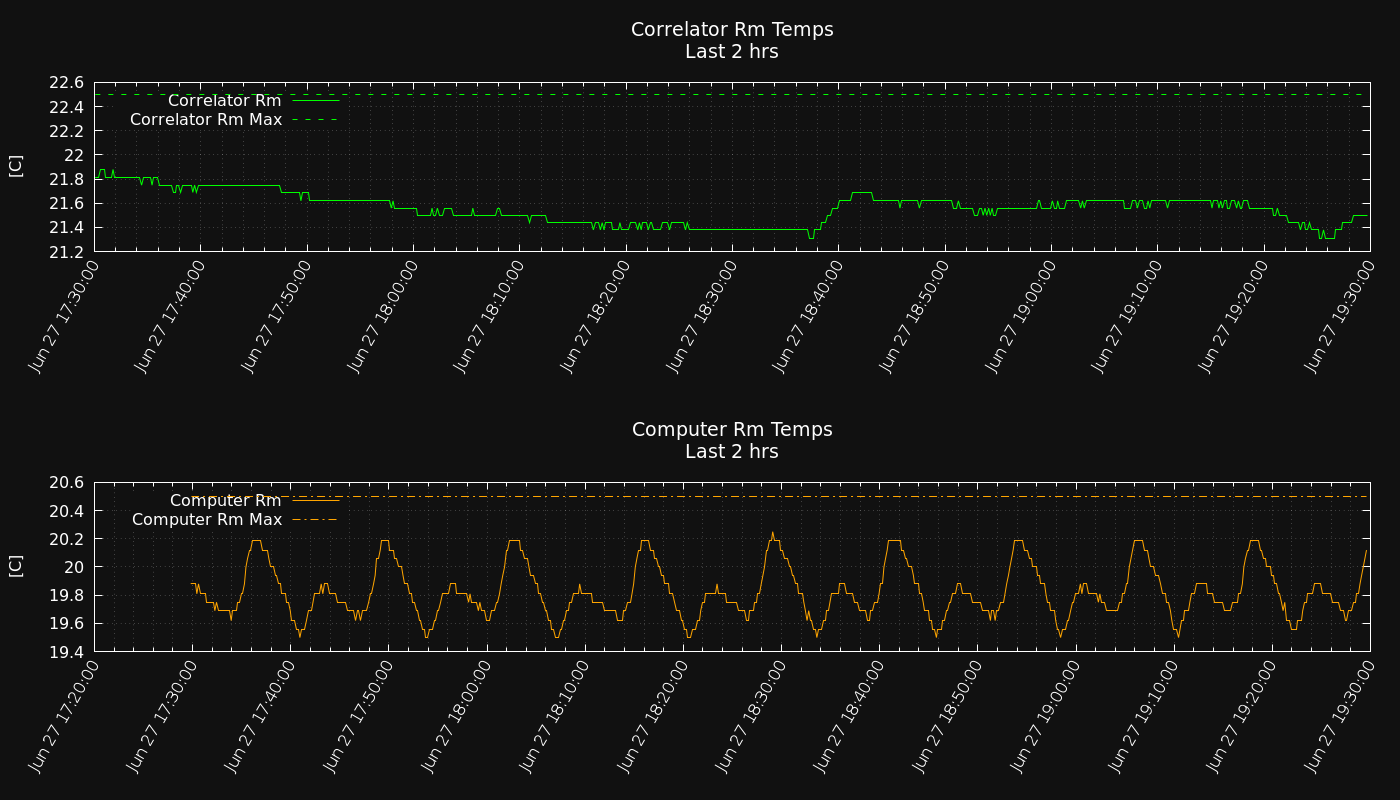 Correlator Rm Temps
Last 2 hrs
22.6
22.4
22.2
22
21.8
21.6
21.4
21.2
[C]
Correlator Rm
Correlator Rm Max
Jun 27 17:30:00
Jun 27 17:40:00
Jun 27 17:50:00
Jun 27 18:00:00
Jun 27 18:10:00
Jun 27 18:20:00
Jun 27 18:30:00
Jun 27 18:40:00
Jun 27 18:50:00
Jun 27 19:00:00
Jun 27 19:10:00
Jun 27 19:20:00
Jun 27 19:30:00
Computer Rm Temps
Last 2 hrs
20.6
20.4
20.2
20
19.8
19.6
19.4
[C]
Computer Rm
Computer Rm Max
Jun 27 17:20:00
Jun 27 17:30:00
Jun 27 17:40:00
Jun 27 17:50:00
Jun 27 18:00:00
Jun 27 18:10:00
Jun 27 18:20:00
Jun 27 18:30:00
Jun 27 18:40:00
Jun 27 18:50:00
Jun 27 19:00:00
Jun 27 19:10:00
Jun 27 19:20:00
Jun 27 19:30:00